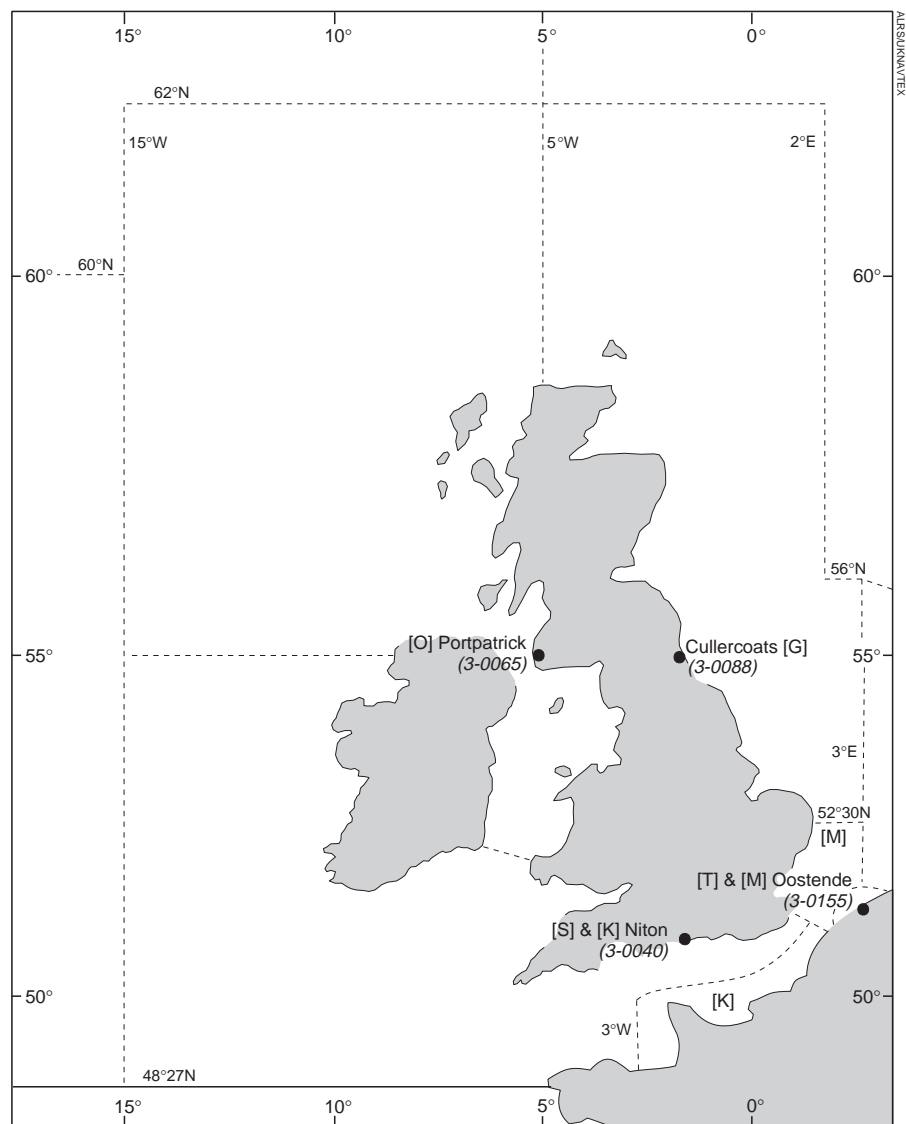 15° 10° 5° 0°
ALRS/UKNAVTEX
62°N
15°W 5°W 2°E
60°N
60° 60°
56°N
[O] Portpatrick
(3-0065)
Cullercoats [G]
(3-0088)
55° 55°
3°E
52°30N
[M]
[T] & [M] Oostende
(3-0155)
[S] & [K] Niton
(3-0040)
50° [K] 50°
3°W
48°27N
15° 10° 5° 0°